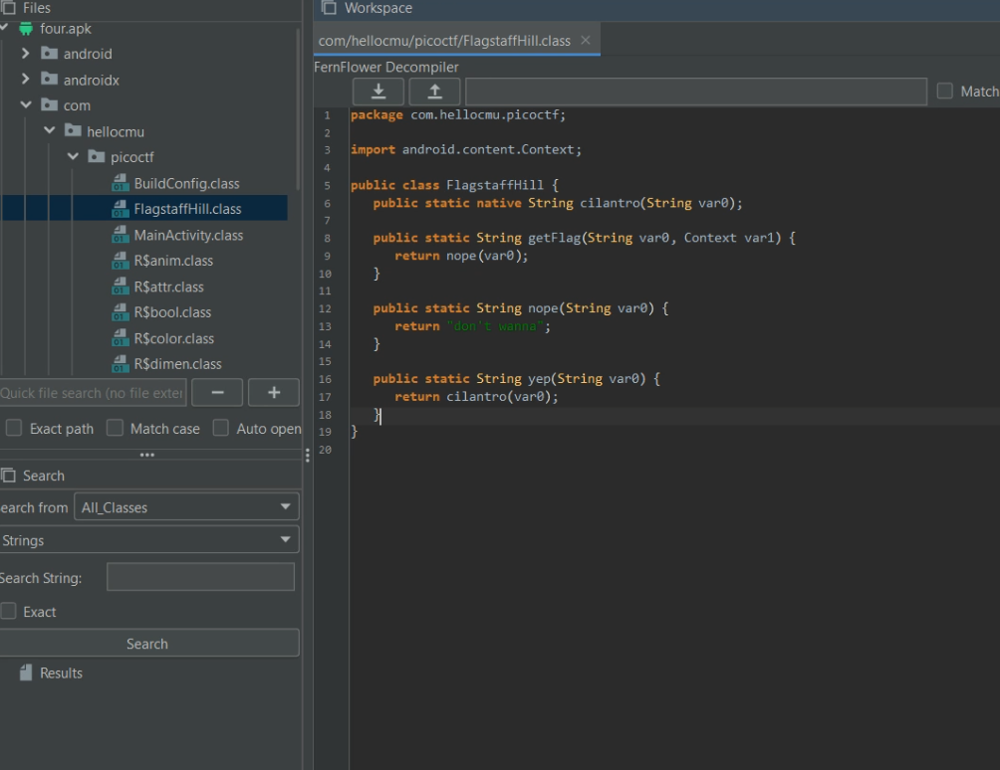 Files
four.apk
android
androidx
com
hellocmu
picoctf
BuildConfig.class
FlagstaffHill.class
MainActivity.class
R$anim.class
R$attr.class
R$bool.class
R$color.class
R$dimen.class
Quick file search (no file exter
− +
Exact path Match case Auto open
Search
earch from All_Classes
Strings
Search String:
Exact
Search
Results
Workspace
com/hellocmu/picoctf/FlagstaffHill.class ×
FernFlower Decompiler
Match
1 package com.hellocmu.picoctf;
2
3 import android.content.Context;
4
5 public class FlagstaffHill {
6 public static native String cilantro(String var0);
7
8 public static String getFlag(String var0, Context var1) {
9 return nope(var0);
10 }
11
12 public static String nope(String var0) {
13 return "don't wanna";
14 }
15
16 public static String yep(String var0) {
17 return cilantro(var0);
18 }
19 }
20